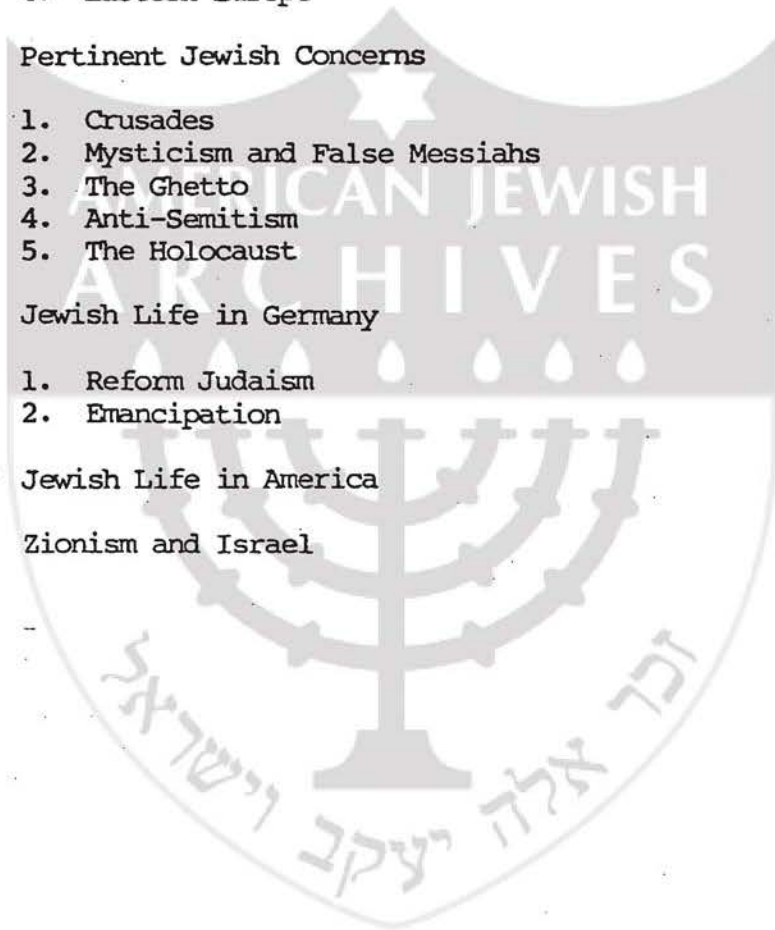 Pertinent Jewish Concerns
1. Crusades
2. Mysticism and False Messiahs
3. The Ghetto
4. Anti-Semitism
5. The Holocaust
Jewish Life in Germany
1. Reform Judaism
2. Emancipation
Jewish Life in America
Zionism and Israel
AMERICAN JEWISH
ARCHIVES
זכר אלה יעקב וישראל